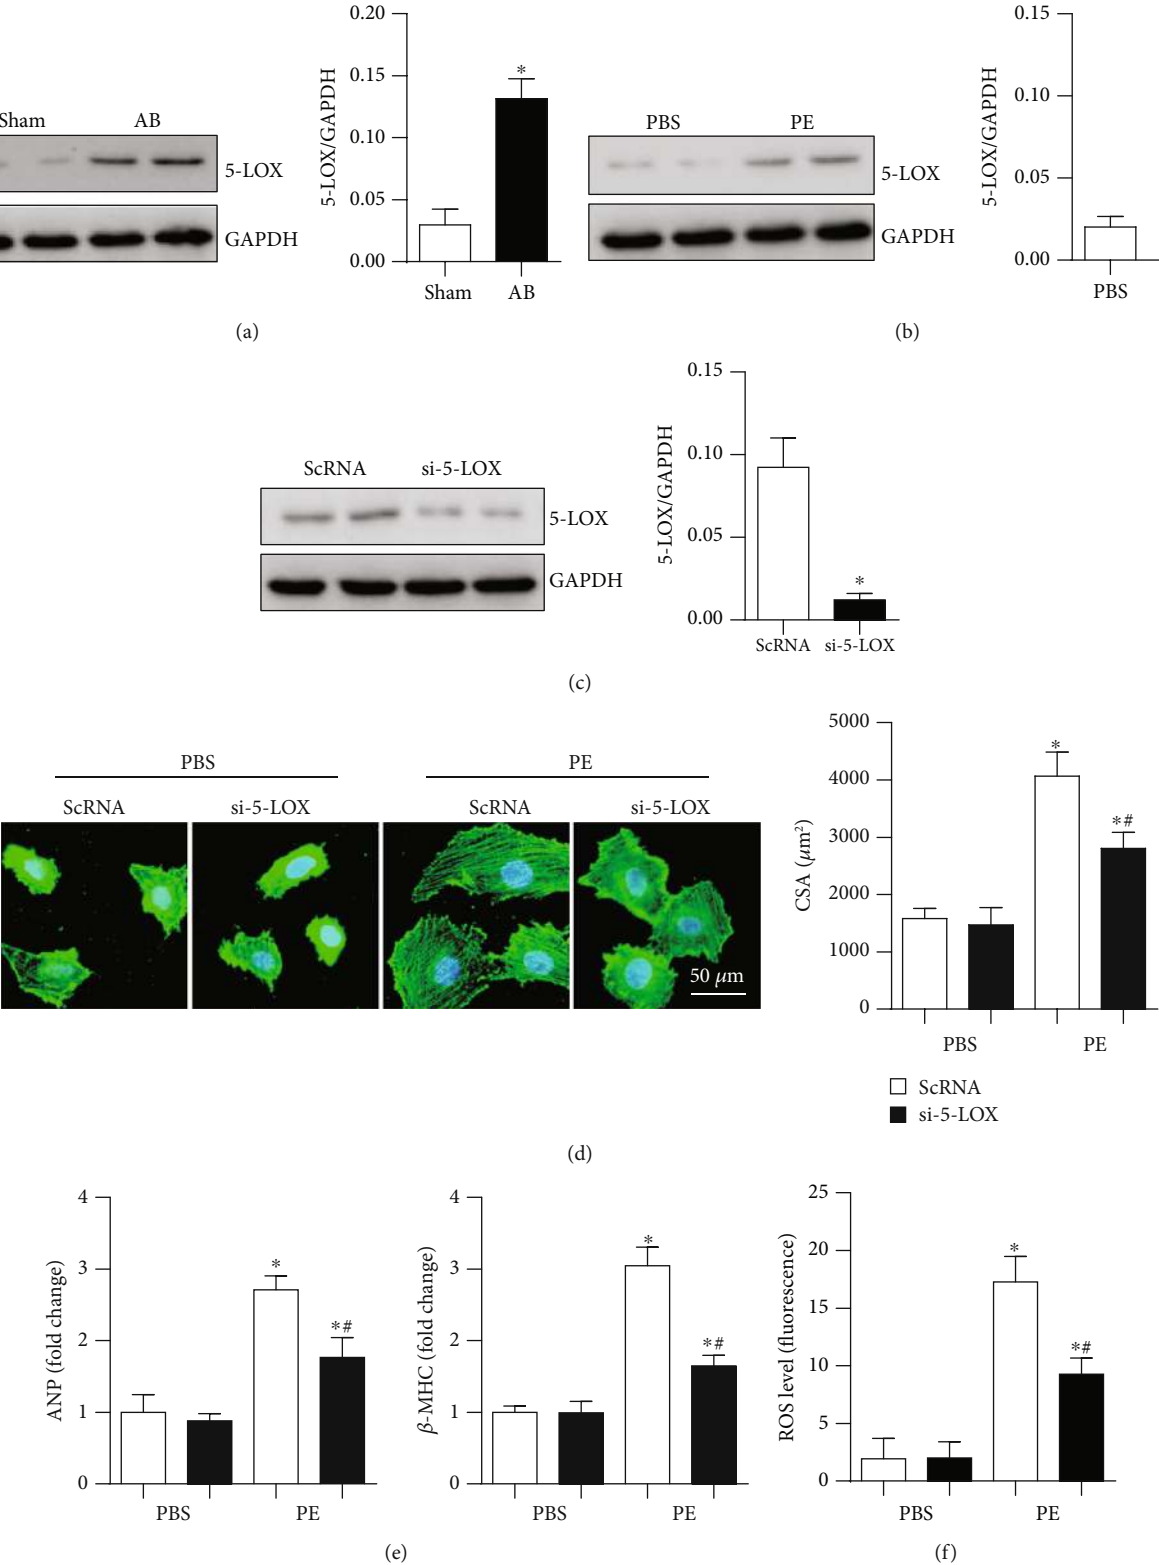 Sham AB
5-LOX
GAPDH
5-LOX/GAPDH
0.20
0.15
0.10
0.05
0.00
*
Sham AB
(a)
PBS PE
5-LOX
GAPDH
5-LOX/GAPDH
0.15
0.10
0.05
0.00
PBS
(b)
ScRNA si-5-LOX
5-LOX
GAPDH
5-LOX/GAPDH
0.15
0.10
0.05
0.00
*
ScRNA si-5-LOX
(c)
PBS PE
ScRNA si-5-LOX ScRNA si-5-LOX
50 μm
CSA (μm²)
5000
4000
3000
2000
1000
0
*
*#
PBS PE
ScRNA
si-5-LOX
(d)
ANP (fold change)
4
3
2
1
0
*
*#
PBS PE
β-MHC (fold change)
4
3
2
1
0
*
*#
PBS PE
(e)
ROS level (fluorescence)
25
20
15
10
5
0
*
*#
PBS PE
(f)